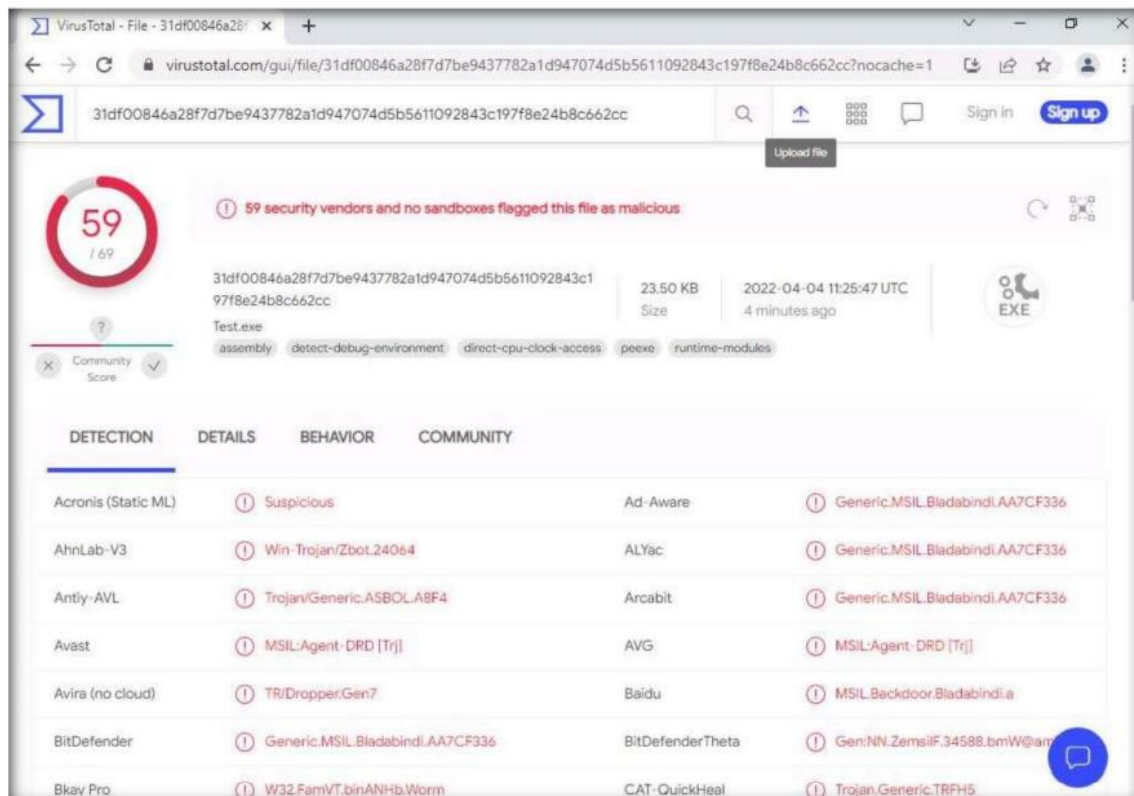 VirusTotal - File - 31df00846a28f
virustotal.com/gui/file/31df00846a28f7d7be9437782a1d947074d5b5611092843c197f8e24b8c662cc?nocache=1
31df00846a28f7d7be9437782a1d947074d5b5611092843c197f8e24b8c662cc
Sign in
Sign up
Upload file
59
/ 69
59 security vendors and no sandboxes flagged this file as malicious
31df00846a28f7d7be9437782a1d947074d5b5611092843c1
97f8e24b8c662cc
Test.exe
23.50 KB
Size
2022-04-04 11:25:47 UTC
4 minutes ago
EXE
assembly detect-debug-environment direct-cpu-clock-access peexe runtime-modules
?
Community
Score
DETECTION DETAILS BEHAVIOR COMMUNITY
Acronis (Static ML) Suspicious Ad-Aware Generic.MSIL.Bladabindi.AA7CF336
AhnLab-V3 Win-Trojan/Zbot.24064 ALYac Generic.MSIL.Bladabindi.AA7CF336
Antiy-AVL Trojan/Generic.ASBOL.A8F4 Arcabit Generic.MSIL.Bladabindi.AA7CF336
Avast MSIL:Agent-DRD [Trj] AVG MSIL:Agent-DRD [Trj]
Avira (no cloud) TR/Dropper.Gen7 Baidu MSIL.Backdoor.Bladabindi.a
BitDefender Generic.MSIL.Bladabindi.AA7CF336 BitDefenderTheta Gen:NN.ZemsilF.34588.bmW@am
Bkav Pro W32.FamVT.binANHb.Worm CAT-QuickHeal Trojan.Generic.TRFH5